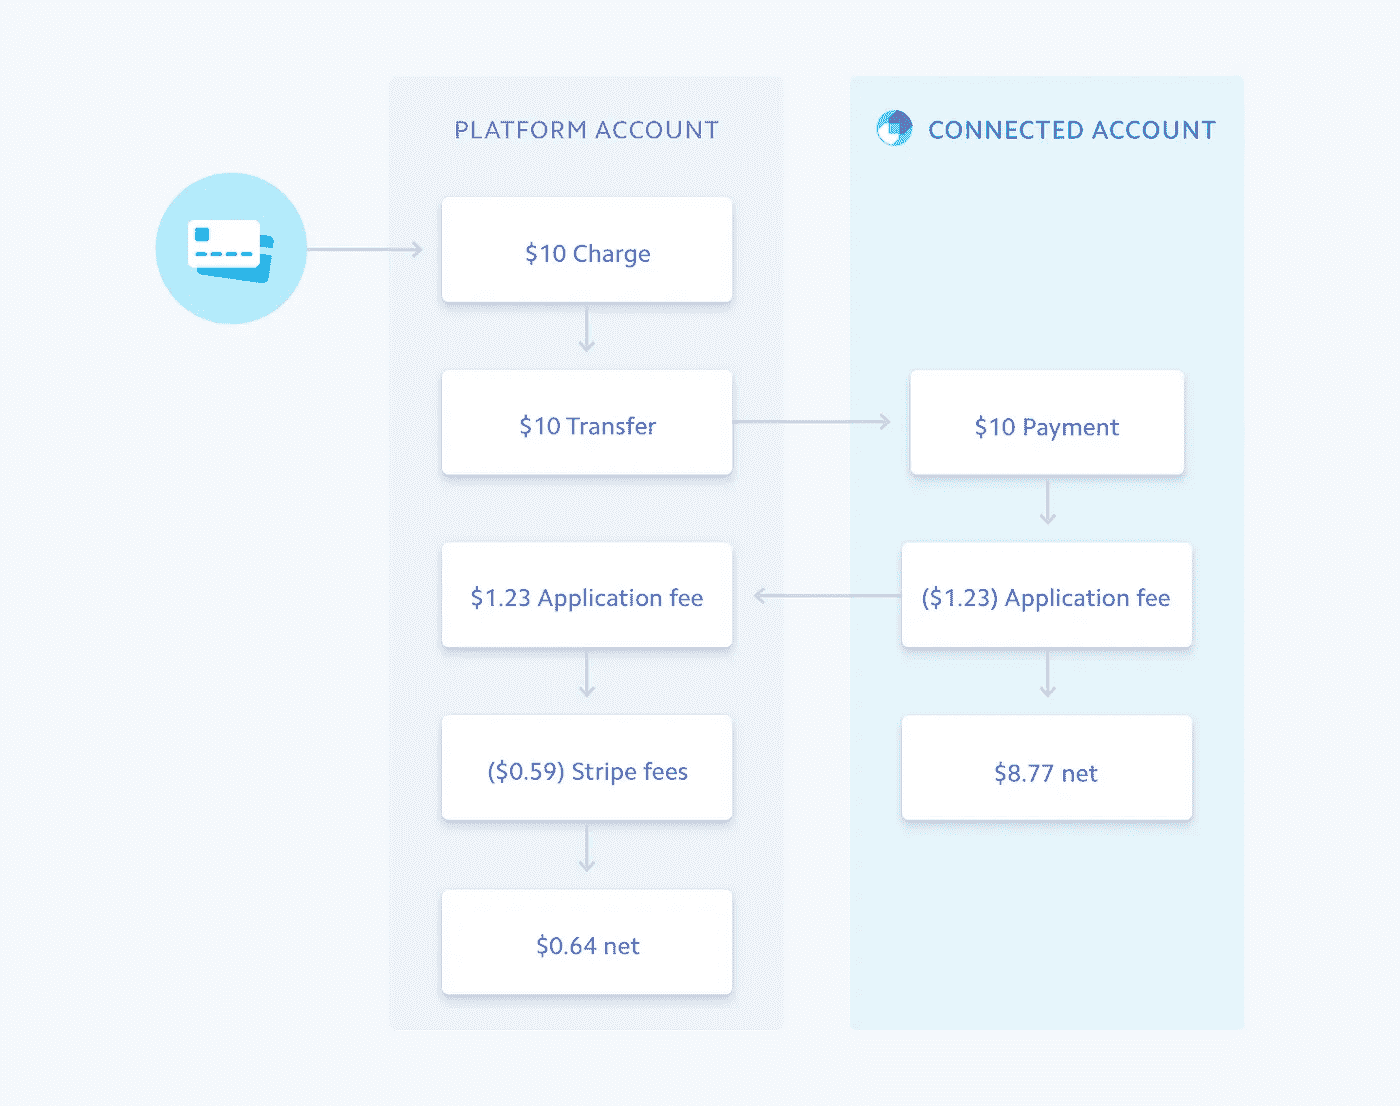 PLATFORM ACCOUNT
CONNECTED ACCOUNT
$10 Charge
$10 Transfer
$10 Payment
$1.23 Application fee
($1.23) Application fee
($0.59) Stripe fees
$8.77 net
$0.64 net